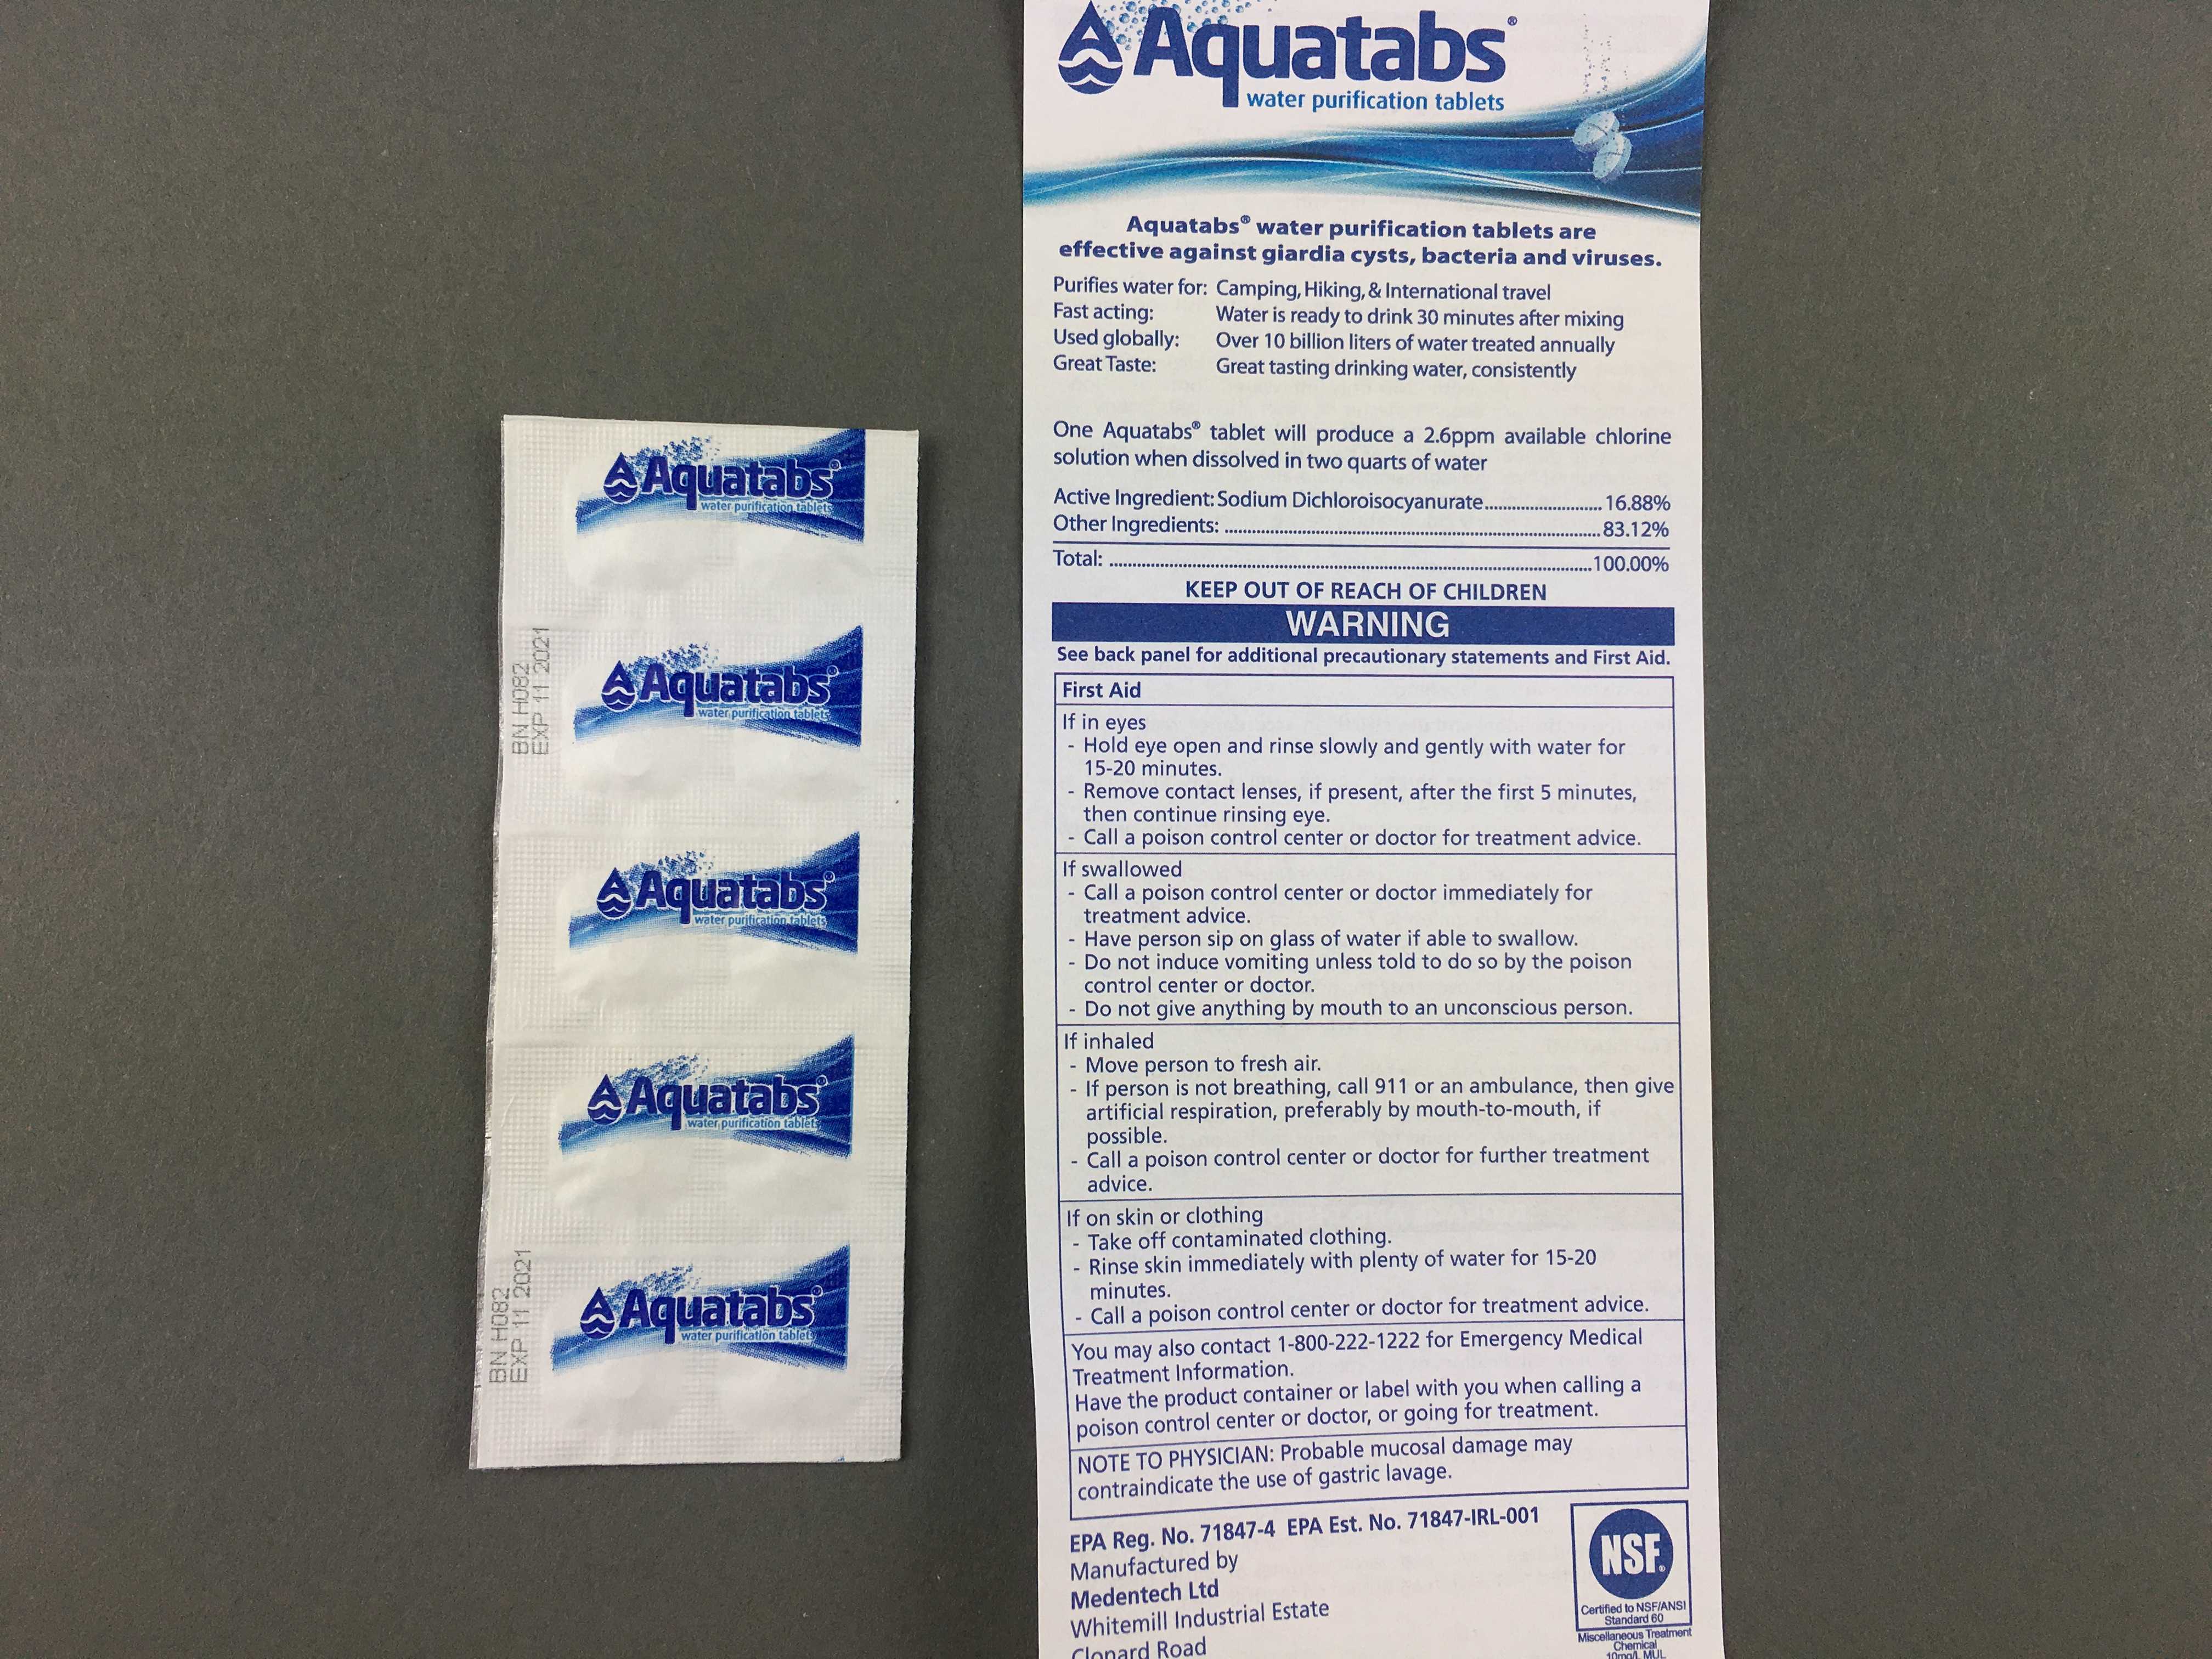 Aquatabs®
water purification tablets
BN H082
EXP 11 2021
Aquatabs®
water purification tablets
Aquatabs®
water purification tablets
Aquatabs®
water purification tablets
BN H082
EXP 11 2021
Aquatabs®
water purification tablets
Aquatabs®
water purification tablets
Aquatabs® water purification tablets are
effective against giardia cysts, bacteria and viruses.
Purifies water for: Camping, Hiking, & International travel
Fast acting: Water is ready to drink 30 minutes after mixing
Used globally: Over 10 billion liters of water treated annually
Great Taste: Great tasting drinking water, consistently
One Aquatabs® tablet will produce a 2.6ppm available chlorine
solution when dissolved in two quarts of water
Active Ingredient: Sodium Dichloroisocyanurate.......................... 16.88%
Other Ingredients: .......................................................................................... 83.12%
Total: .....................................................................................................................100.00%
KEEP OUT OF REACH OF CHILDREN
WARNING
See back panel for additional precautionary statements and First Aid.
First Aid
If in eyes
- Hold eye open and rinse slowly and gently with water for
15-20 minutes.
- Remove contact lenses, if present, after the first 5 minutes,
then continue rinsing eye.
- Call a poison control center or doctor for treatment advice.
If swallowed
- Call a poison control center or doctor immediately for
treatment advice.
- Have person sip on glass of water if able to swallow.
- Do not induce vomiting unless told to do so by the poison
control center or doctor.
- Do not give anything by mouth to an unconscious person.
If inhaled
- Move person to fresh air.
- If person is not breathing, call 911 or an ambulance, then give
artificial respiration, preferably by mouth-to-mouth, if
possible.
- Call a poison control center or doctor for further treatment
advice.
If on skin or clothing
- Take off contaminated clothing.
- Rinse skin immediately with plenty of water for 15-20
minutes.
- Call a poison control center or doctor for treatment advice.
You may also contact 1-800-222-1222 for Emergency Medical
Treatment Information.
Have the product container or label with you when calling a
poison control center or doctor, or going for treatment.
NOTE TO PHYSICIAN: Probable mucosal damage may
contraindicate the use of gastric lavage.
EPA Reg. No. 71847-4 EPA Est. No. 71847-IRL-001
Manufactured by
Medentech Ltd
Whitemill Industrial Estate
Clonard Road
NSF®
Certified to NSF/ANSI
Standard 60
Miscellaneous Treatment
Chemical
10mg/L MUL